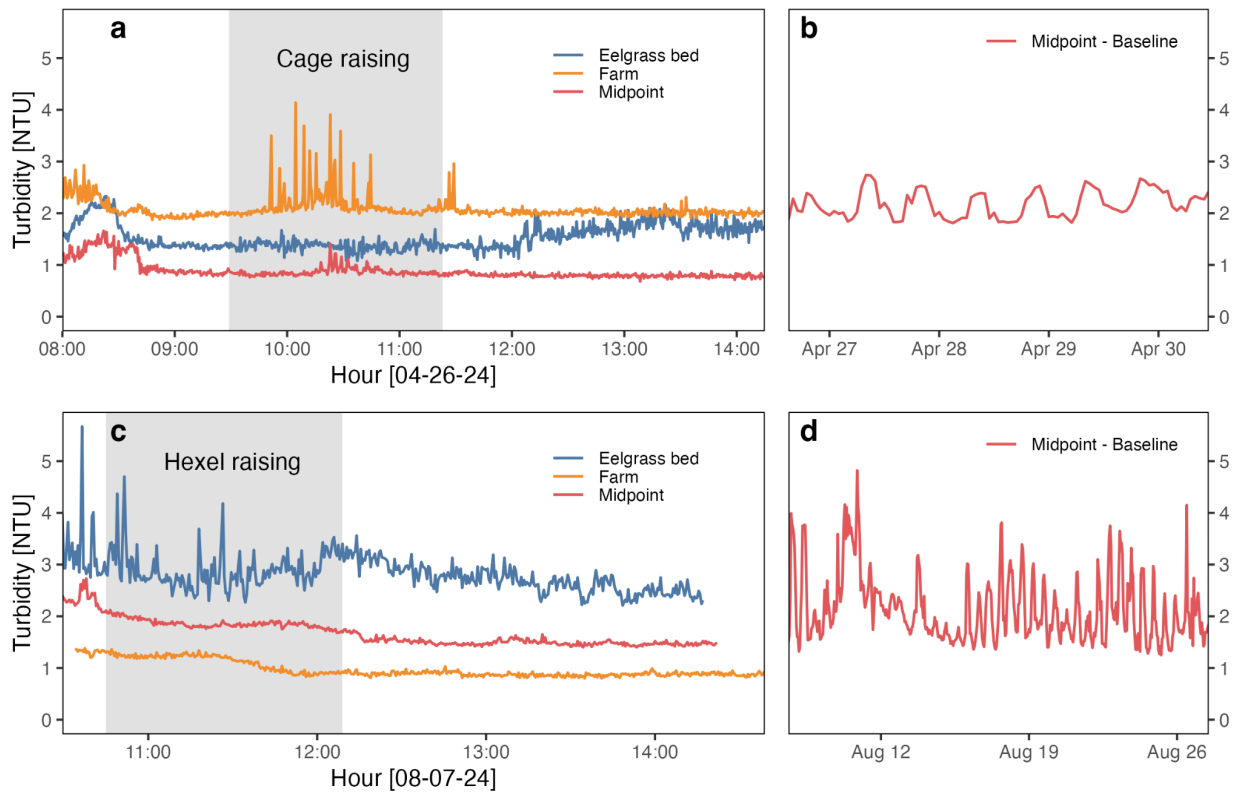 a
Cage raising
Eelgrass bed
Farm
Midpoint
Turbidity [NTU]
5
4
3
2
1
0
08:00 09:00 10:00 11:00 12:00 13:00 14:00
Hour [04-26-24]
b
Midpoint - Baseline
5
4
3
2
1
0
Apr 27 Apr 28 Apr 29 Apr 30
c
Hexel raising
Eelgrass bed
Farm
Midpoint
Turbidity [NTU]
5
4
3
2
1
0
11:00 12:00 13:00 14:00
Hour [08-07-24]
d
Midpoint - Baseline
5
4
3
2
1
0
Aug 12 Aug 19 Aug 26